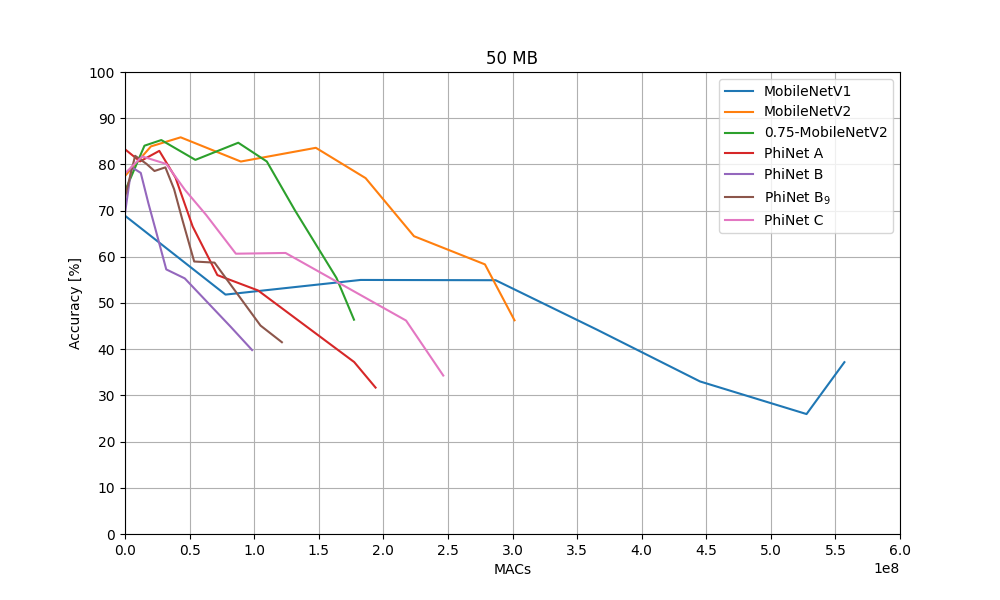 50 MB
100
90
80
70
60
50
40
30
20
10
0
Accuracy [%]
0.0 0.5 1.0 1.5 2.0 2.5 3.0 3.5 4.0 4.5 5.0 5.5 6.0
1e8
MACs
MobileNetV1
MobileNetV2
0.75-MobileNetV2
PhiNet A
PhiNet B
PhiNet B₉
PhiNet C